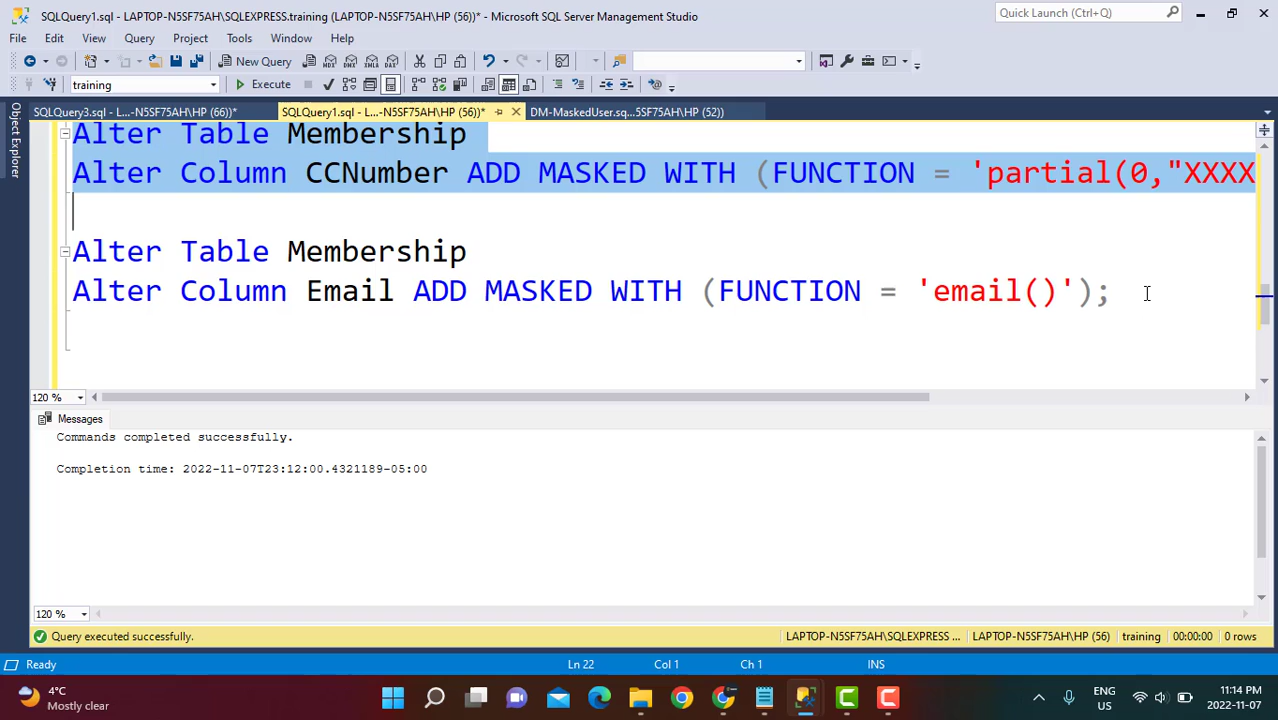 SQLQuery1.sql - LAPTOP-N5SF75AH\SQLEXPRESS.training (LAPTOP-N5SF75AH\HP (56))* - Microsoft SQL Server Management Studio
Quick Launch (Ctrl+Q)
File Edit View Query Project Tools Window Help
New Query MDX DMX XMLA DAX
training Execute
SQLQuery3.sql - L...-N5SF75AH\HP (66))* SQLQuery1.sql - L...-N5SF75AH\HP (56))* DM-MaskedUser.sq...5SF75AH\HP (52))
Object Explorer
Alter Table Membership
Alter Column CCNumber ADD MASKED WITH (FUNCTION = 'partial(0,"XXXX
Alter Table Membership
Alter Column Email ADD MASKED WITH (FUNCTION = 'email()');
120 %
Messages
Commands completed successfully.
Completion time: 2022-11-07T23:12:00.4321189-05:00
120 %
Query executed successfully. LAPTOP-N5SF75AH\SQLEXPRESS ... LAPTOP-N5SF75AH\HP (56) training 00:00:00 0 rows
Ready Ln 22 Col 1 Ch 1 INS
4°C
Mostly clear
ENG
US
11:14 PM
2022-11-07